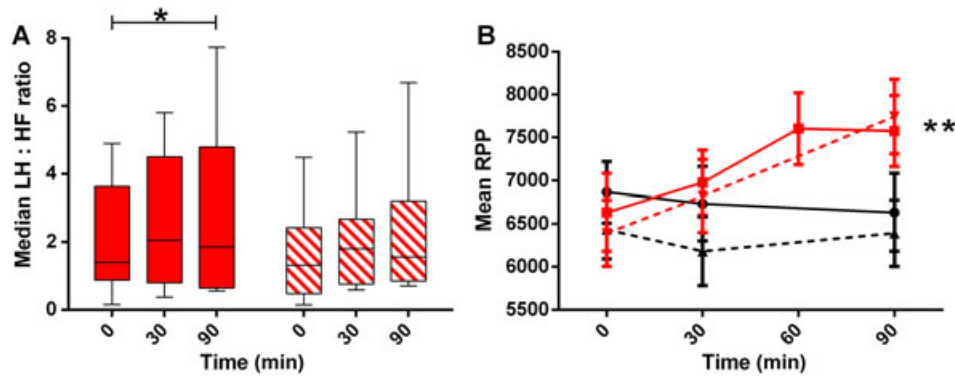 A
*
Median LH : HF ratio
8
6
4
2
0
0 30 90 0 30 90
Time (min)
B
**
Mean RPP
8500
8000
7500
7000
6500
6000
5500
0 30 60 90
Time (min)